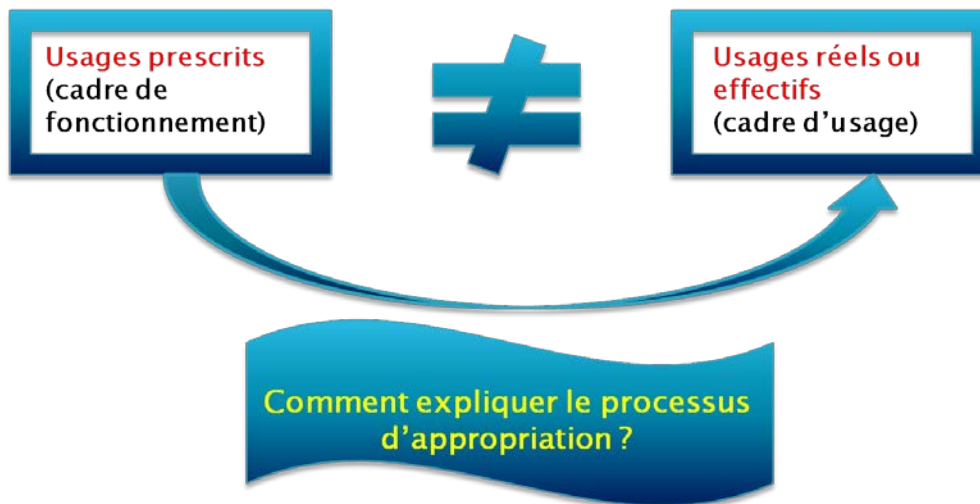 Usages prescrits
(cadre de
fonctionnement)
≠
Usages réels ou
effectifs
(cadre d'usage)
Comment expliquer le processus
d'appropriation ?